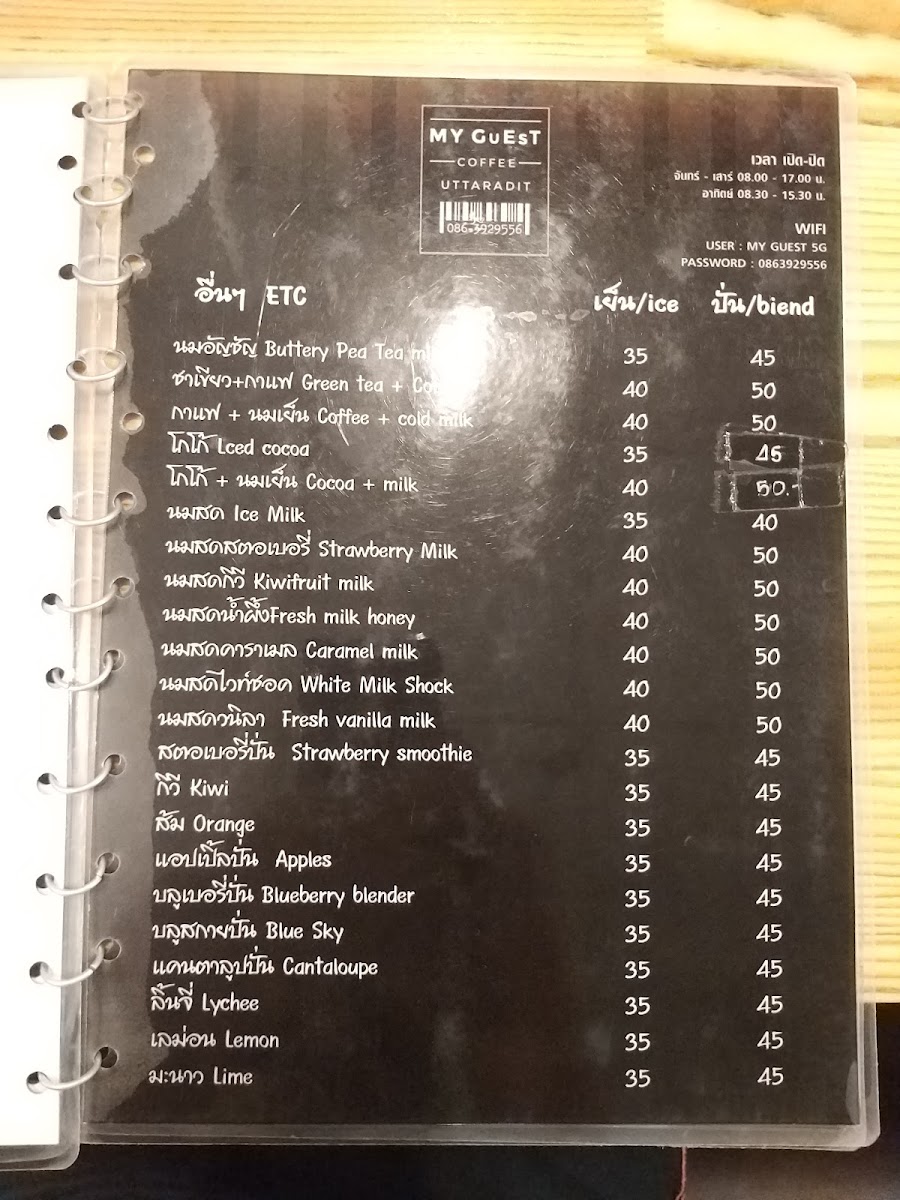 MY GUEST
COFFEE
UTTARADIT
086-3929556
เวลา เปิด-ปิด
จันทร์ - เสาร์ 08.00 - 17.00 น.
อาทิตย์ 08.30 - 15.30 น.
WIFI
USER : MY GUEST 5G
PASSWORD : 0863929556
อื่นๆ ETC เย็น/ice ปั่น/biend
นมอัญชัญ Buttery Pea Tea 35 45
ชาเขียว+กาแฟ Green tea + 40 50
กาแฟ + นมเย็น Coffee + cold milk 40 50
โกโก้ Lced cocoa 35 45
โกโก้ + นมเย็น Cocoa + milk 40 50.-
นมสด Ice Milk 35 40
นมสดสตอเบอรี่ Strawberry Milk 40 50
นมสดกีวี Kiwifruit milk 40 50
นมสดน้ำผึ้งFresh milk honey 40 50
นมสดคาราเมล Caramel milk 40 50
นมสดไวท์ชอค White Milk Shock 40 50
นมสดวนิลา Fresh vanilla milk 40 50
สตอเบอรี่ปั่น Strawberry smoothie 35 45
กีวี Kiwi 35 45
ส้ม Orange 35 45
แอปเปิ้ลปั่น Apples 35 45
บลูเบอรี่ปั่น Blueberry blender 35 45
บลูสกายปั่น Blue Sky 35 45
แคนตาลูปปั่น Cantaloupe 35 45
ลิ้นจี่ Lychee 35 45
เลม่อน Lemon 35 45
มะนาว Lime 35 45